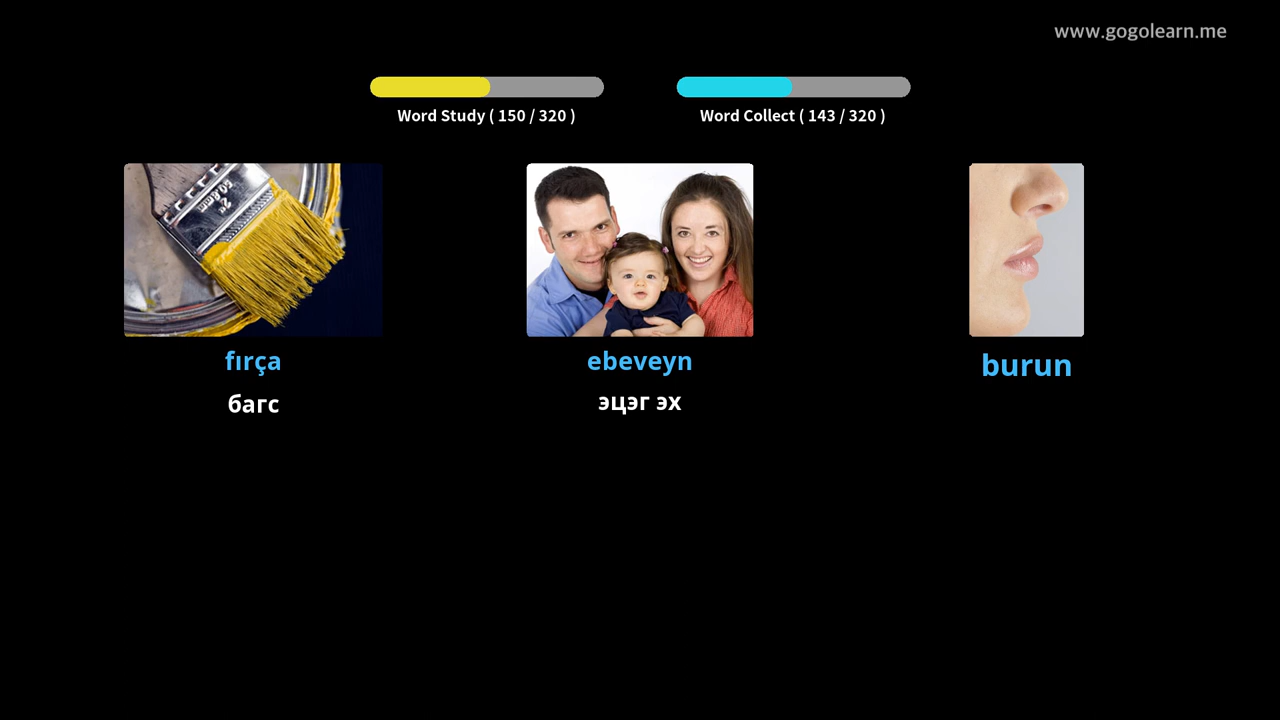 www.gogolearn.me
Word Study ( 150 / 320 )
Word Collect ( 143 / 320 )
fırça
ebeveyn
burun
багс
эцэг эх